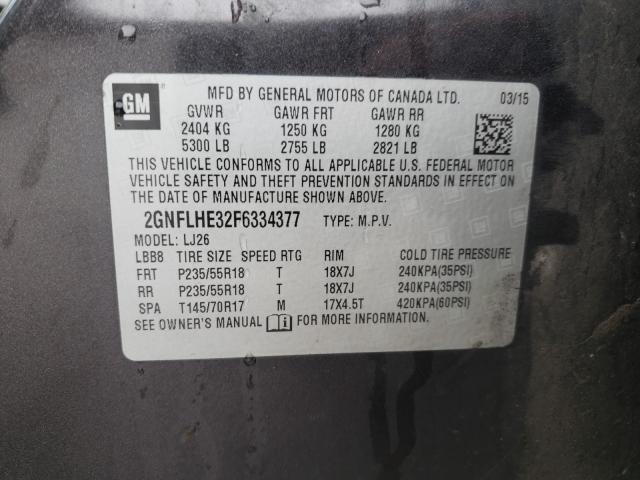 GM
MFD BY GENERAL MOTORS OF CANADA LTD. 03/15
GVWR GAWR FRT GAWR RR
2404 KG 1250 KG 1280 KG
5300 LB 2755 LB 2821 LB
THIS VEHICLE CONFORMS TO ALL APPLICABLE U.S. FEDERAL MOTOR
VEHICLE SAFETY AND THEFT PREVENTION STANDARDS IN EFFECT ON
THE DATE OF MANUFACTURE SHOWN ABOVE.
2GNFLHE32F6334377 TYPE: M.P.V.
MODEL: LJ26
LBB8 TIRE SIZE SPEED RTG RIM COLD TIRE PRESSURE
FRT P235/55R18 T 18X7J 240KPA(35PSI)
RR P235/55R18 T 18X7J 240KPA(35PSI)
SPA T145/70R17 M 17X4.5T 420KPA(60PSI)
SEE OWNER'S MANUAL FOR MORE INFORMATION.